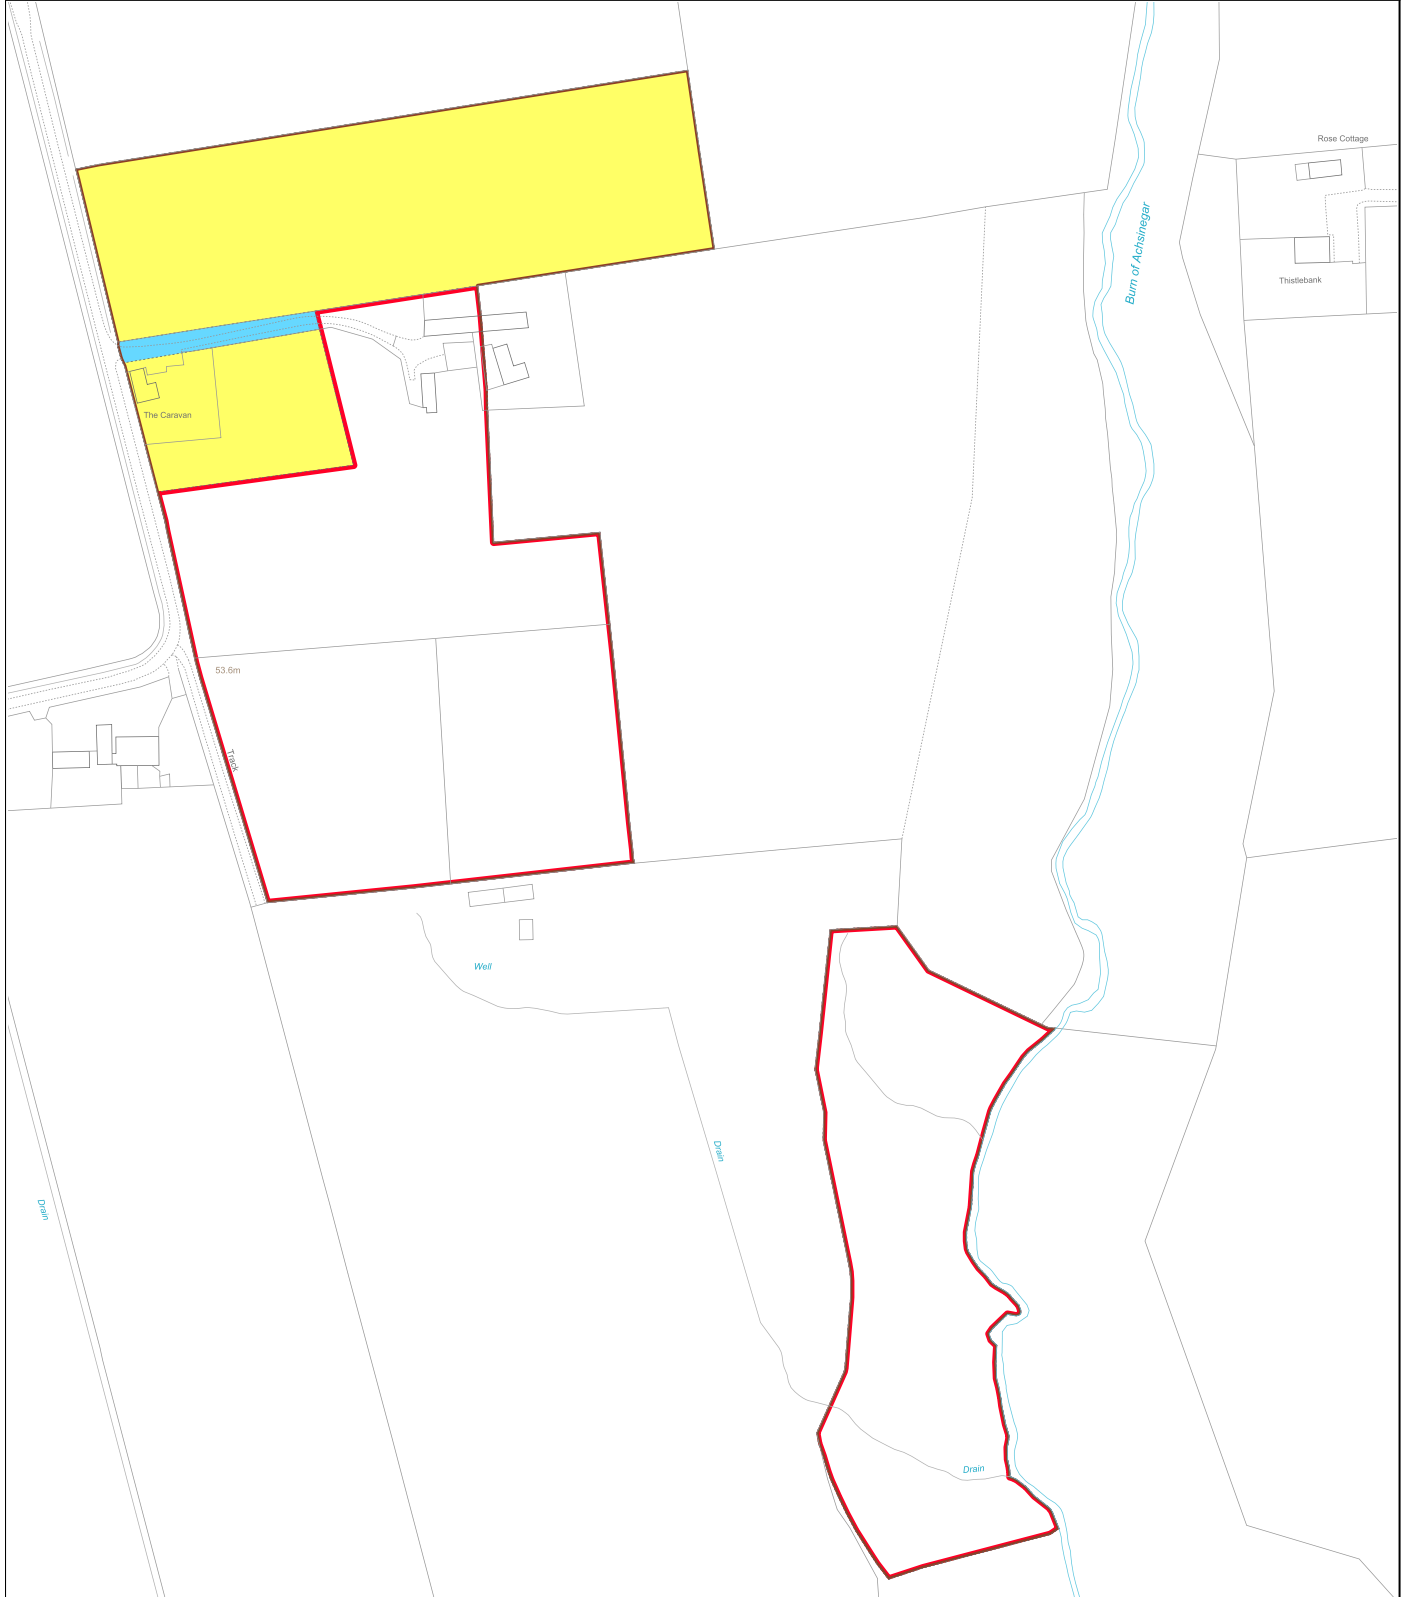 Rose Cottage
Burn of Achsinegar
Thistlebank
The Caravan
53.6m
Track
Well
Drain
Drain
Drain